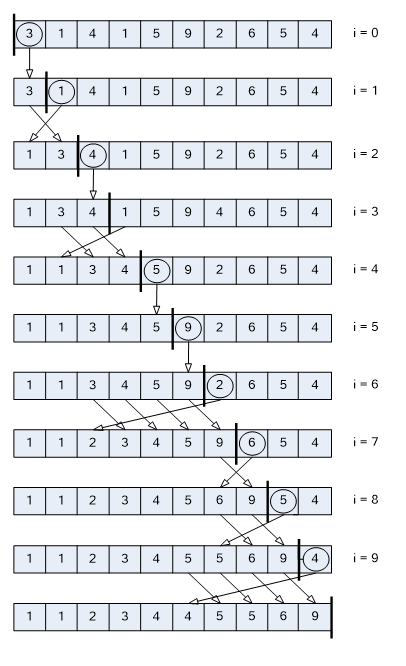 3 1 4 1 5 9 2 6 5 4 i = 0
3 1 4 1 5 9 2 6 5 4 i = 1
1 3 4 1 5 9 2 6 5 4 i = 2
1 3 4 1 5 9 4 6 5 4 i = 3
1 1 3 4 5 9 2 6 5 4 i = 4
1 1 3 4 5 9 2 6 5 4 i = 5
1 1 3 4 5 9 2 6 5 4 i = 6
1 1 2 3 4 5 9 6 5 4 i = 7
1 1 2 3 4 5 6 9 5 4 i = 8
1 1 2 3 4 5 5 6 9 4 i = 9
1 1 2 3 4 4 5 5 6 9